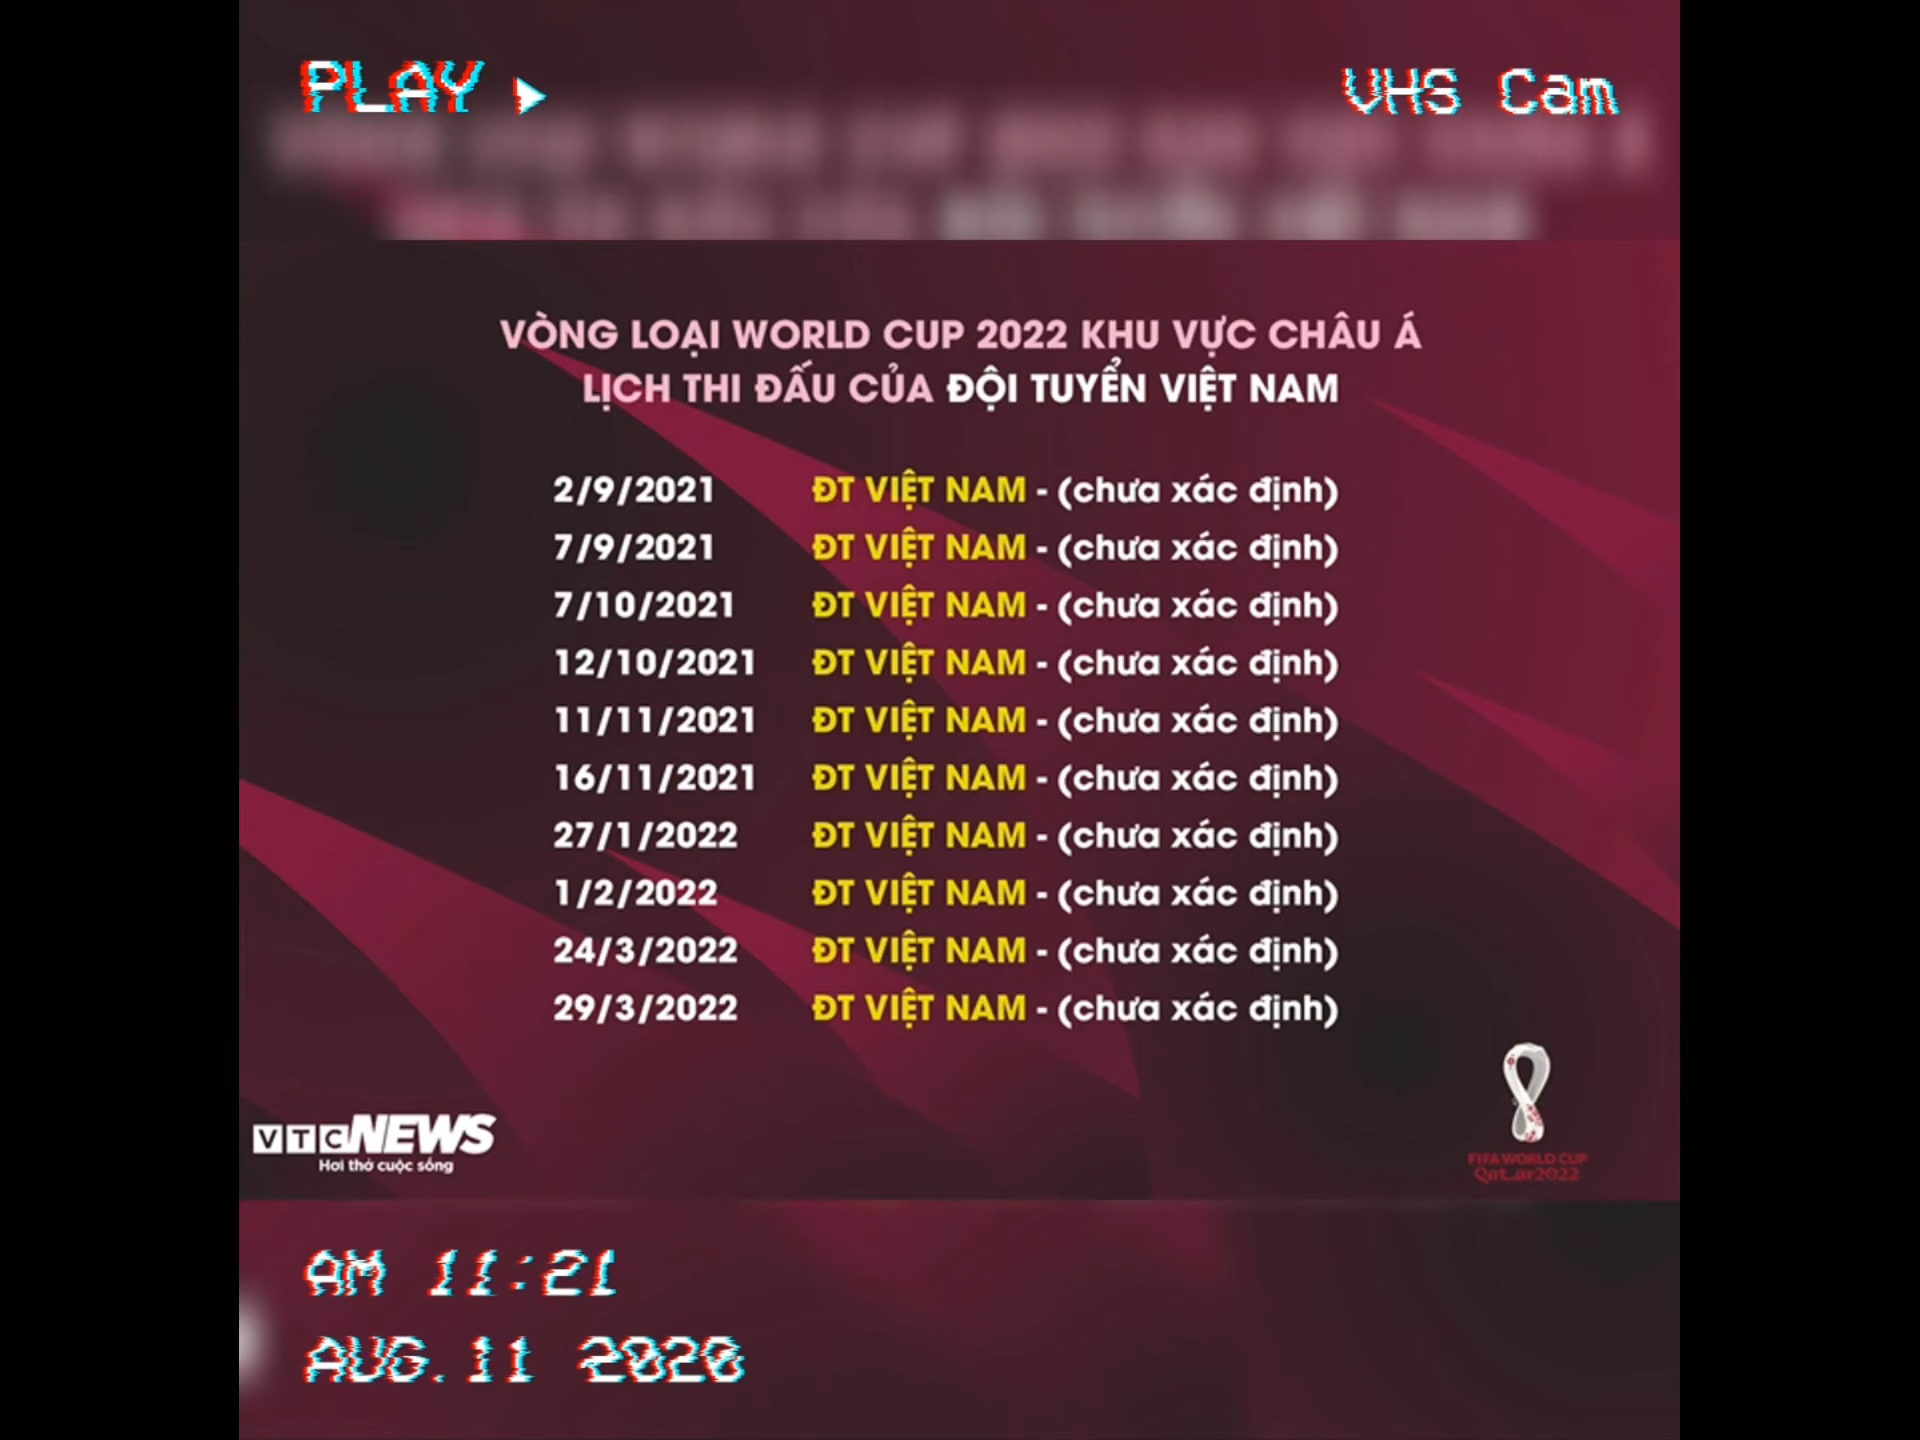 PLAY
VHS Cam
VÒNG LOẠI WORLD CUP 2022 KHU VỰC CHÂU Á
LỊCH THI ĐẤU CỦA ĐỘI TUYỂN VIỆT NAM
2/9/2021 ĐT VIỆT NAM - (chưa xác định)
7/9/2021 ĐT VIỆT NAM - (chưa xác định)
7/10/2021 ĐT VIỆT NAM - (chưa xác định)
12/10/2021 ĐT VIỆT NAM - (chưa xác định)
11/11/2021 ĐT VIỆT NAM - (chưa xác định)
16/11/2021 ĐT VIỆT NAM - (chưa xác định)
27/1/2022 ĐT VIỆT NAM - (chưa xác định)
1/2/2022 ĐT VIỆT NAM - (chưa xác định)
24/3/2022 ĐT VIỆT NAM - (chưa xác định)
29/3/2022 ĐT VIỆT NAM - (chưa xác định)
VTC NEWS
Hơi thở cuộc sống
FIFA WORLD CUP
Qatar2022
AM 11:21
AUG.11 2020